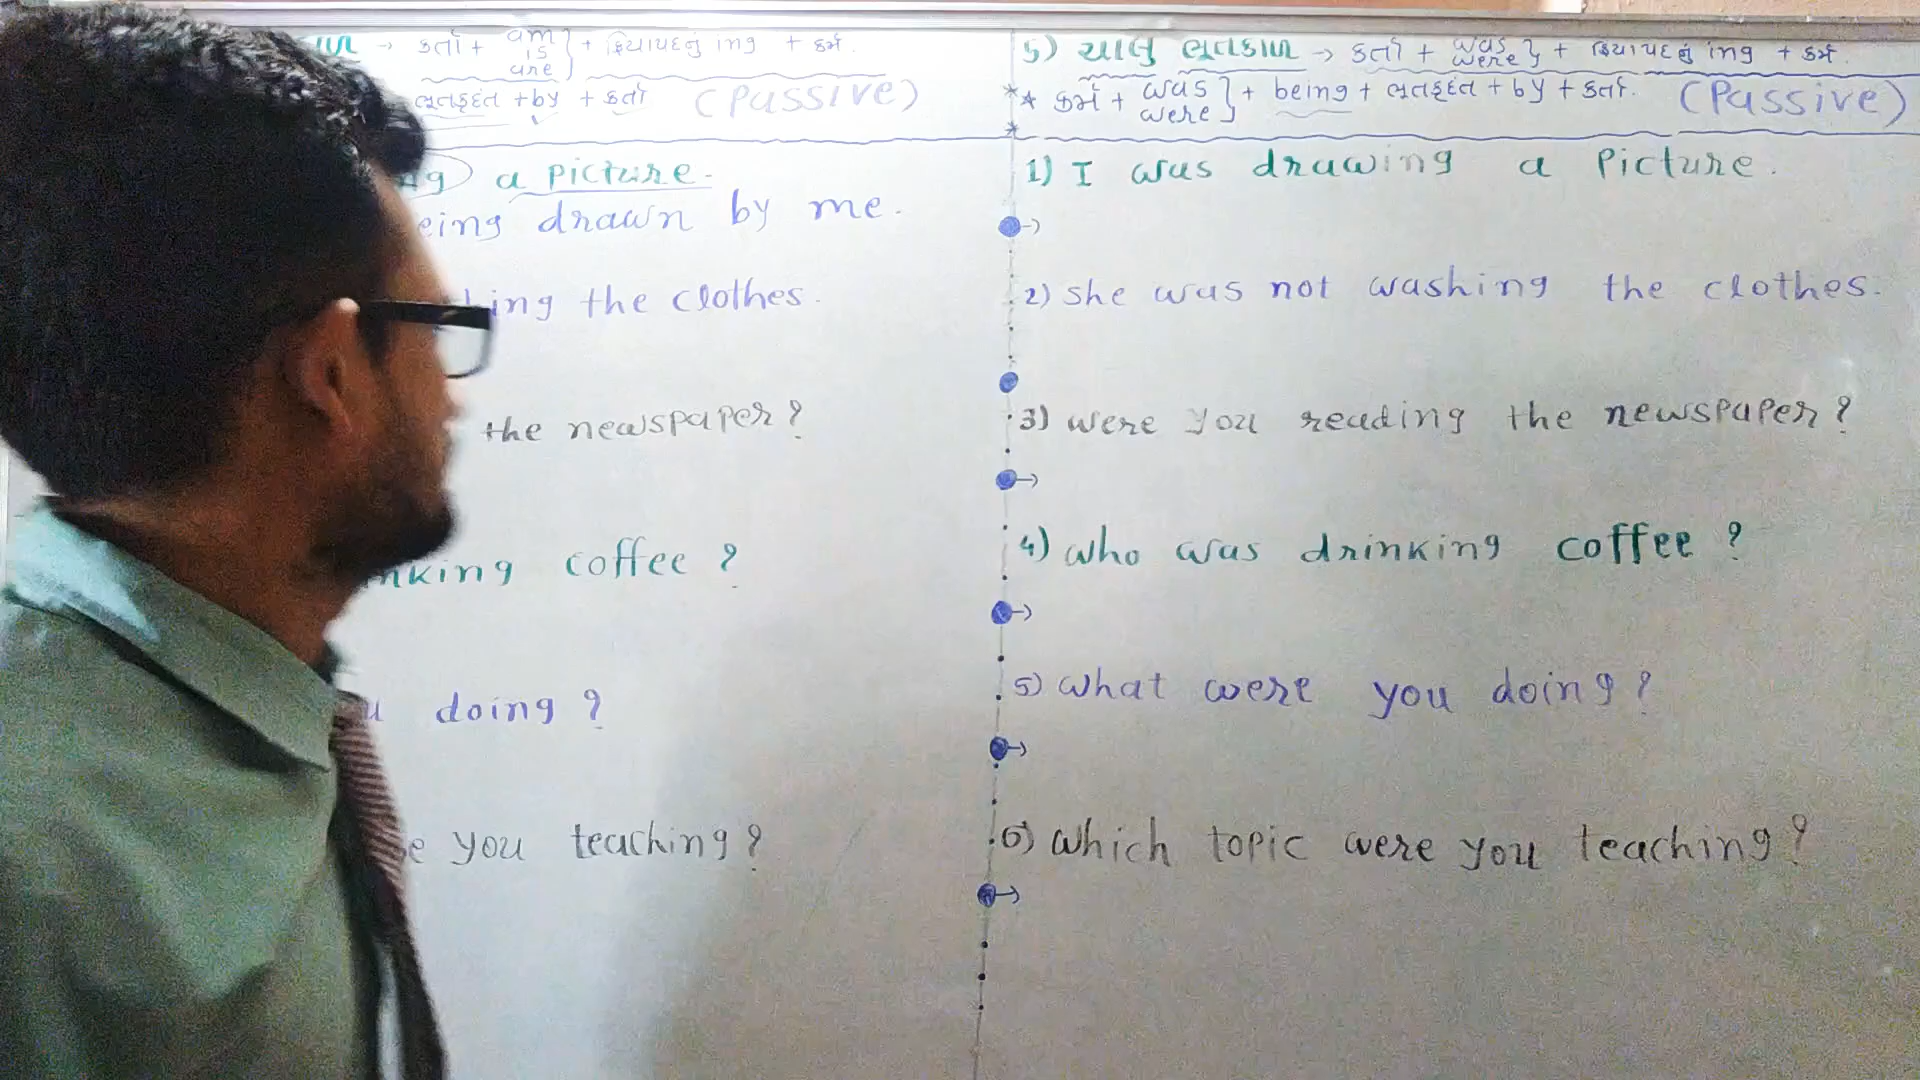 કર્તા + am
is
are } + ક્રિયાપદનું ing + કર્મ.
ભૂતકૃદંત + by + કર્તા (Passive)
a picture.
eing drawn by me.
ing the clothes.
the newspaper?
nking coffee?
u doing?
e you teaching?
5) ચાલુ ભૂતકાળ → કર્તા + was
were } + ક્રિયાપદનું ing + કર્મ.
* કર્મ + was
were } + being + ભૂતકૃદંત + by + કર્તા. (Passive)
1) I was drawing a picture.
2) she was not washing the clothes.
3) were you reading the newspaper?
4) who was drinking coffee?
5) what were you doing?
6) which topic were you teaching?